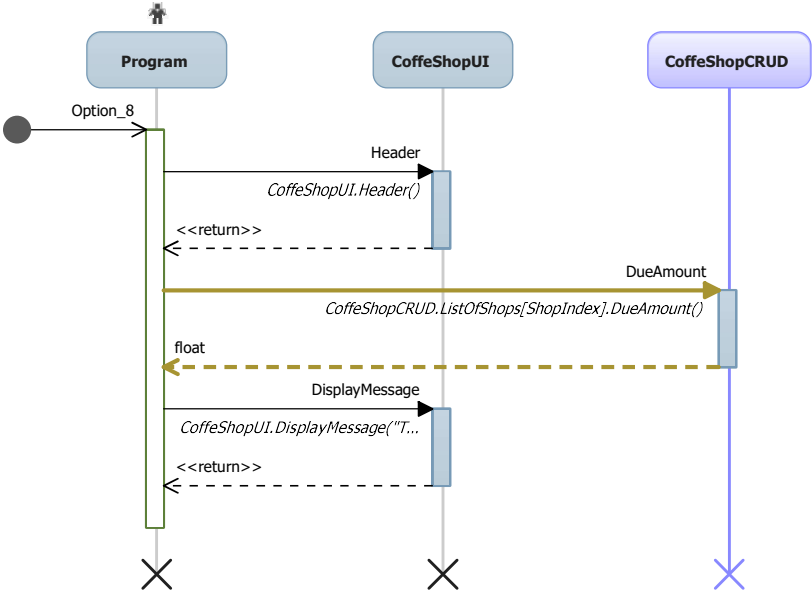 Program
CoffeShopUI
CoffeShopCRUD
Option_8
Header
CoffeShopUI.Header()
<<return>>
DueAmount
CoffeShopCRUD.ListOfShops[ShopIndex].DueAmount()
float
DisplayMessage
CoffeShopUI.DisplayMessage("T...
<<return>>